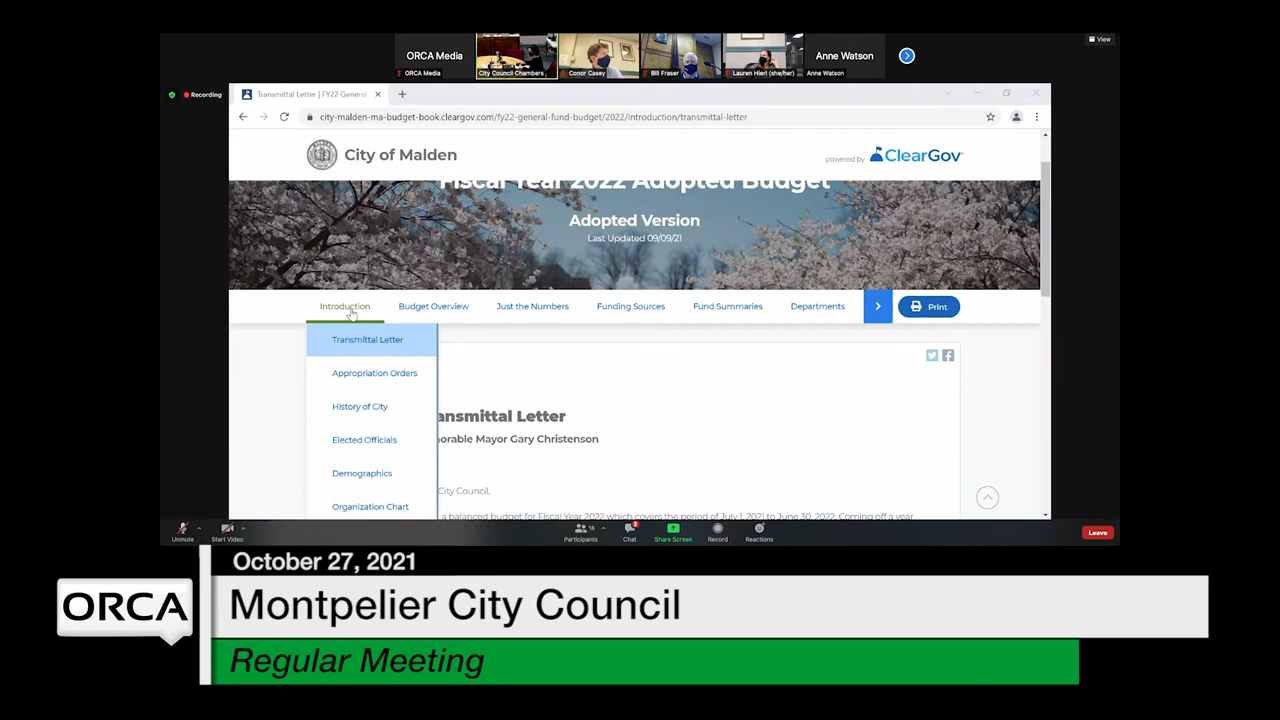 ORCA Media
ORCA Media
City Council Chambers
Conor Casey
Bill Fraser
Lauren Hierl (she/her)
Anne Watson
Anne Watson
View
Recording
Transmittal Letter | FY22 General
city-malden-ma-budget-book.cleargov.com/fy22-general-fund-budget/2022/introduction/transmittal-letter
City of Malden
powered by ClearGov
Fiscal Year 2022 Adopted Budget
Adopted Version
Last Updated 09/09/21
Introduction
Budget Overview
Just the Numbers
Funding Sources
Fund Summaries
Departments
Print
Transmittal Letter
Appropriation Orders
History of City
Elected Officials
Demographics
Organization Chart
ansmittal Letter
orable Mayor Gary Christenson
City Council,
a balanced budget for Fiscal Year 2022 which covers the period of July 1, 2021 to June 30, 2022. Coming off a year
Unmute
Start Video
Participants
16
Chat
2
Share Screen
Record
Reactions
Leave
October 27, 2021
ORCA
Montpelier City Council
Regular Meeting